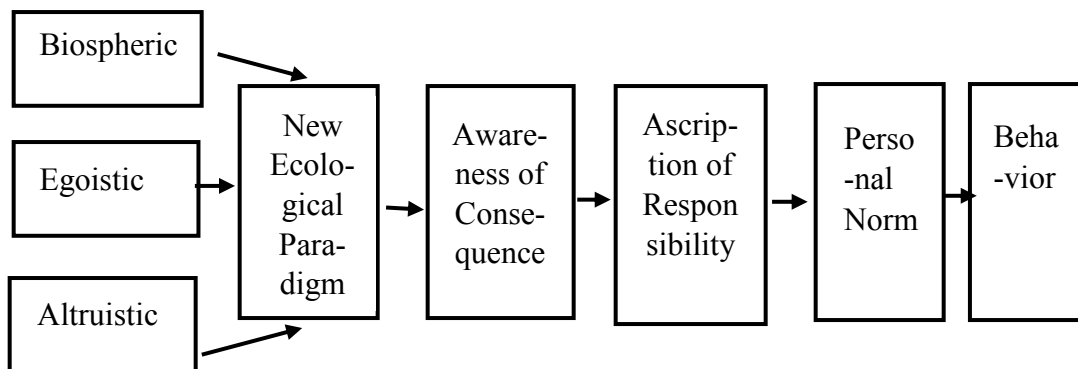 Biospheric
Egoistic
Altruistic
New
Ecolo-
gical
Para-
digm
Aware-
ness of
Conse-
quence
Ascrip-
tion of
Respon
sibility
Perso
-nal
Norm
Beha
-vior